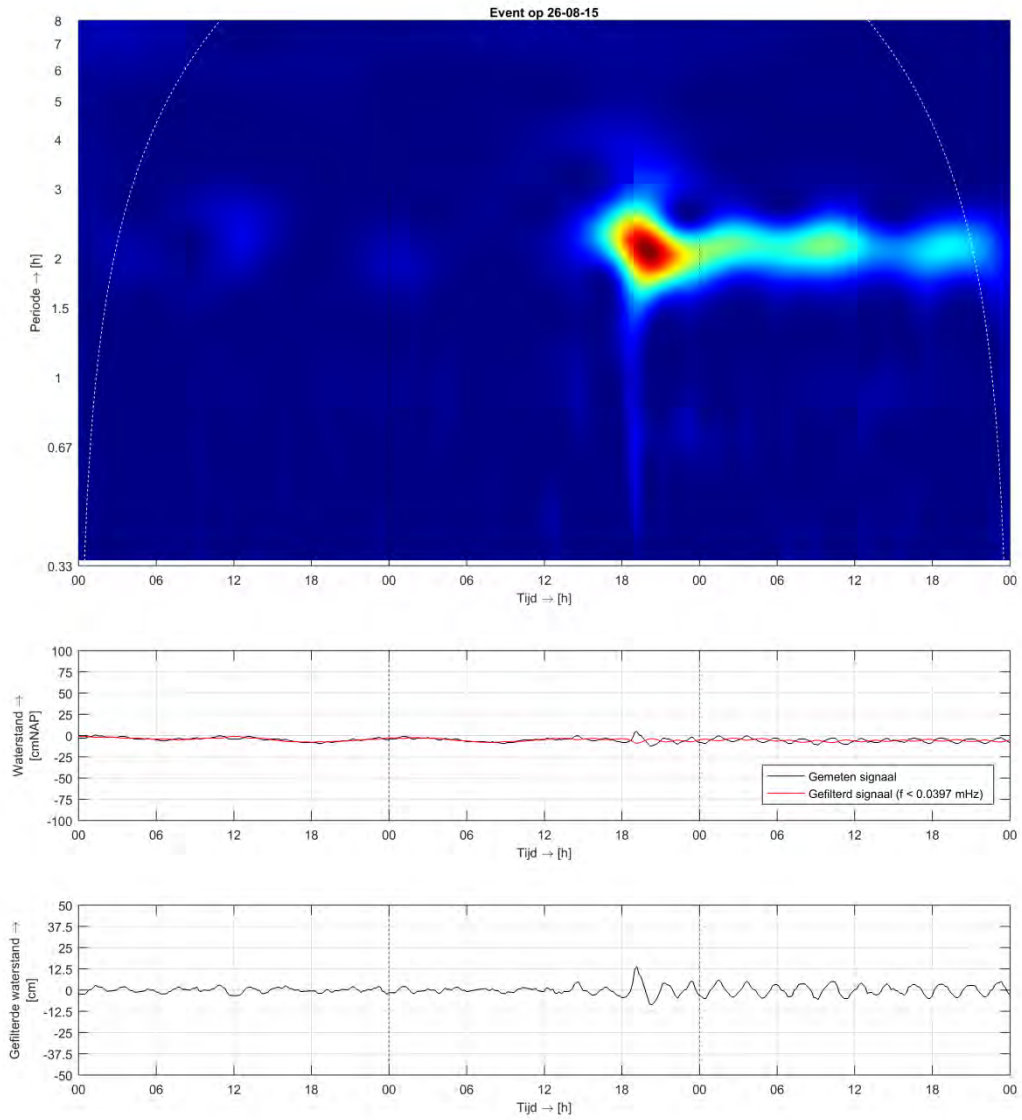 Event op 26-08-15
Periode → [h]
8
7
6
5
4
3
2
1.5
1
0.67
0.33
00 06 12 18 00 06 12 18 00 06 12 18 00
Tijd → [h]
Waterstand →
[cmNAP]
100
75
50
25
0
-25
-50
-75
-100
Gemeten signaal
Gefilterd signaal (f < 0.0397 mHz)
00 06 12 18 00 06 12 18 00 06 12 18 00
Tijd → [h]
Gefilterde waterstand →
[cm]
50
37.5
25
12.5
0
-12.5
-25
-37.5
-50
00 06 12 18 00 06 12 18 00 06 12 18 00
Tijd → [h]